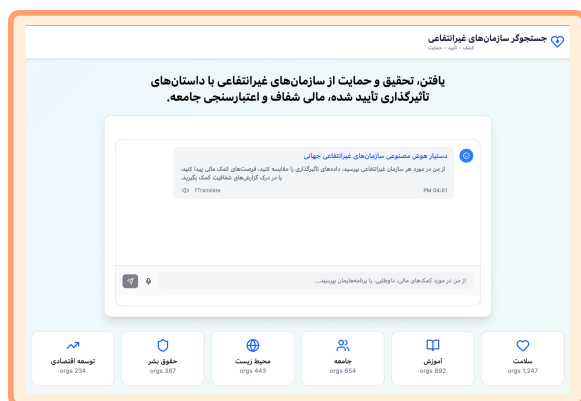 جستجوگر سازمان‌های غیرانتفاعی
کشف • تأیید • حمایت
یافتن، تحقیق و حمایت از سازمان‌های غیرانتفاعی با داستان‌های
تأثیرگذاری تأیید شده، مالی شفاف و اعتبارسنجی جامعه.
دستیار هوش مصنوعی سازمان‌های غیرانتفاعی جهانی
از من در مورد هر سازمان غیرانتفاعی بپرسید، داده‌های تأثیرگذاری را مقایسه کنید، فرصت‌های کمک مالی پیدا کنید،
یا در درک گزارش‌های شفافیت کمک بگیرید.
PM 04:01
?Translate
از من در مورد کمک‌های مالی، داوطلبی، یا برنامه‌هایمان بپرسید...
سلامت
orgs 1,247
آموزش
orgs 892
جامعه
orgs 654
محیط زیست
orgs 443
حقوق بشر
orgs 387
توسعه اقتصادی
orgs 234